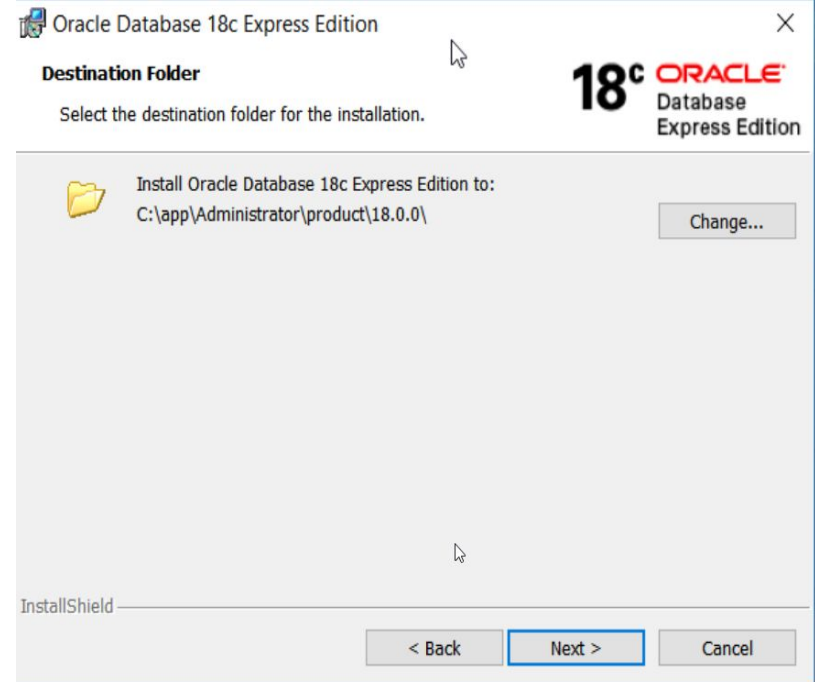 Oracle Database 18c Express Edition
Destination Folder
Select the destination folder for the installation.
18c ORACLE
Database
Express Edition
Install Oracle Database 18c Express Edition to:
C:\app\Administrator\product\18.0.0\
Change...
InstallShield
< Back
Next >
Cancel